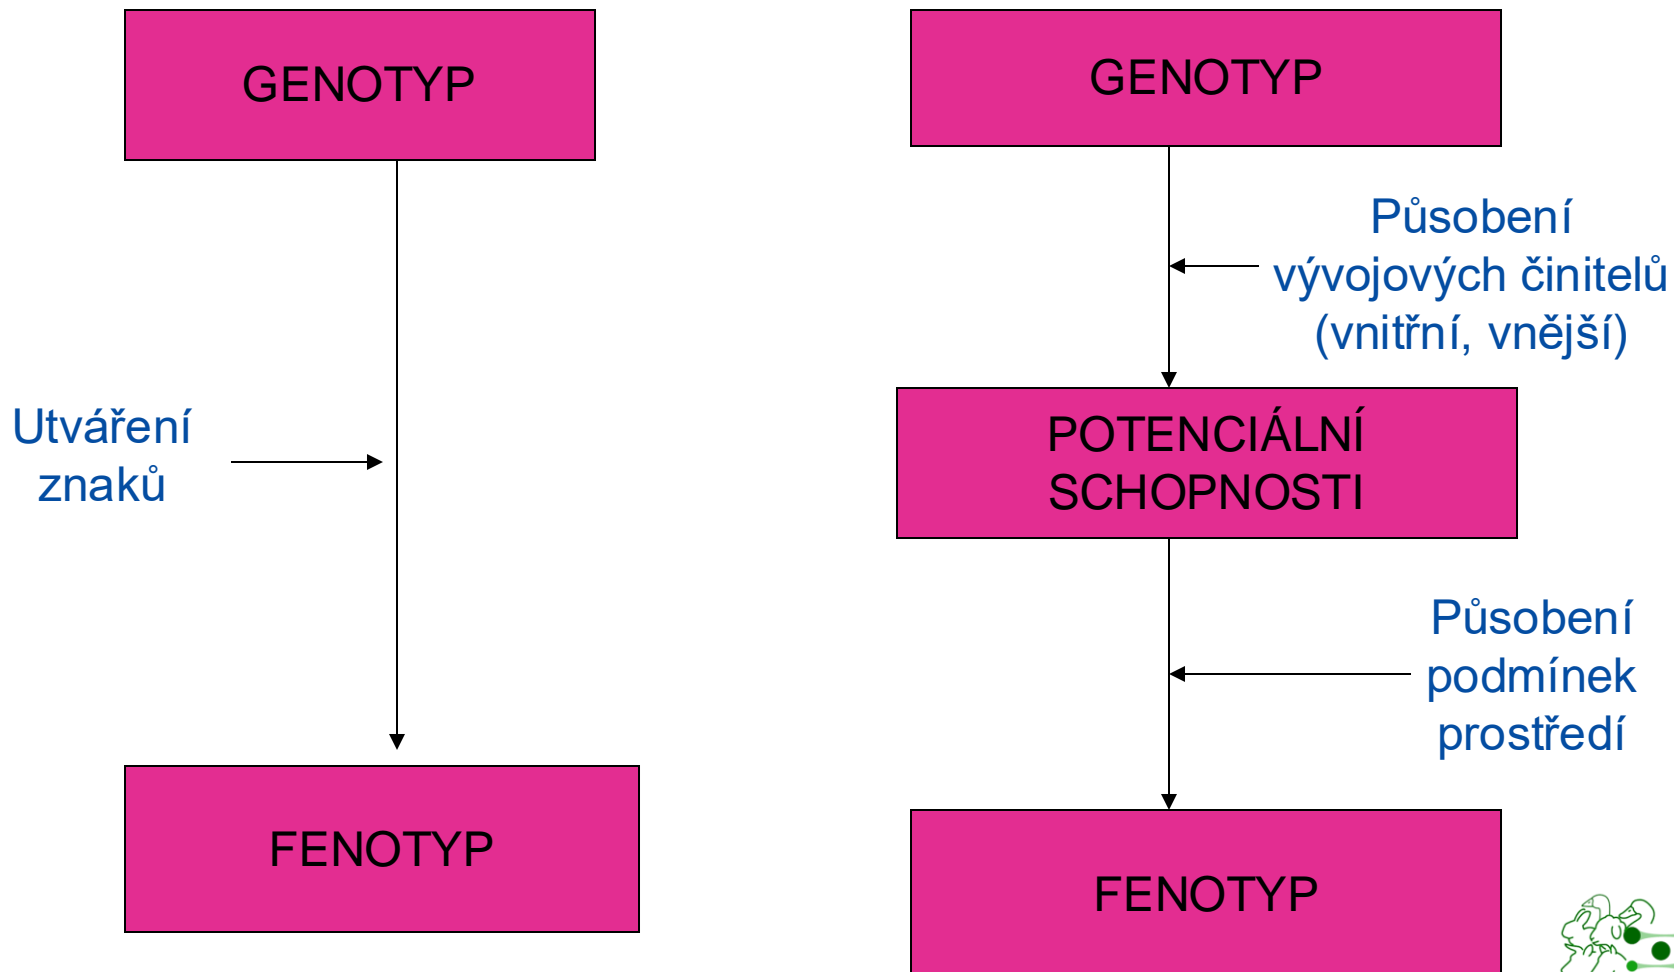 GENOTYP
Utváření
znaků
FENOTYP
GENOTYP
Působení
vývojových činitelů
(vnitřní, vnější)
POTENCIÁLNÍ
SCHOPNOSTI
Působení
podmínek
prostředí
FENOTYP